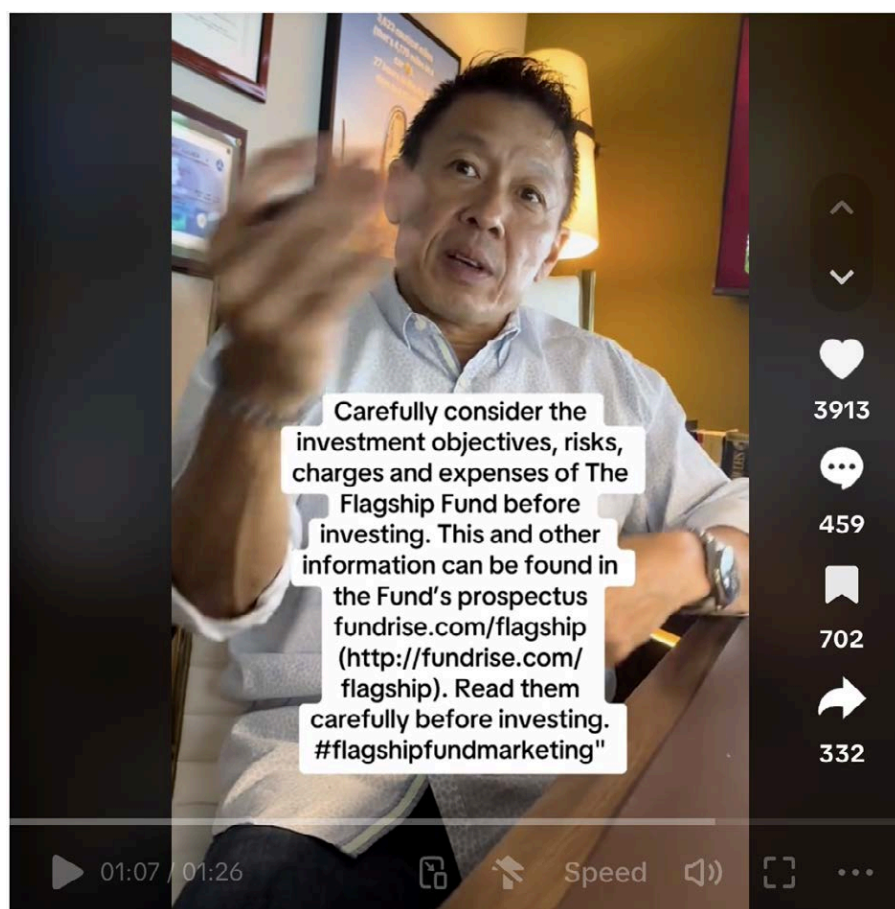 3913
Carefully consider the
investment objectives, risks,
charges and expenses of The
Flagship Fund before
investing. This and other
information can be found in
the Fund’s prospectus
fundrise.com/flagship
(http://fundrise.com/
flagship). Read them
carefully before investing.
#flagshipfundmarketing"
459
702
332
01:07 / 01:26
Speed